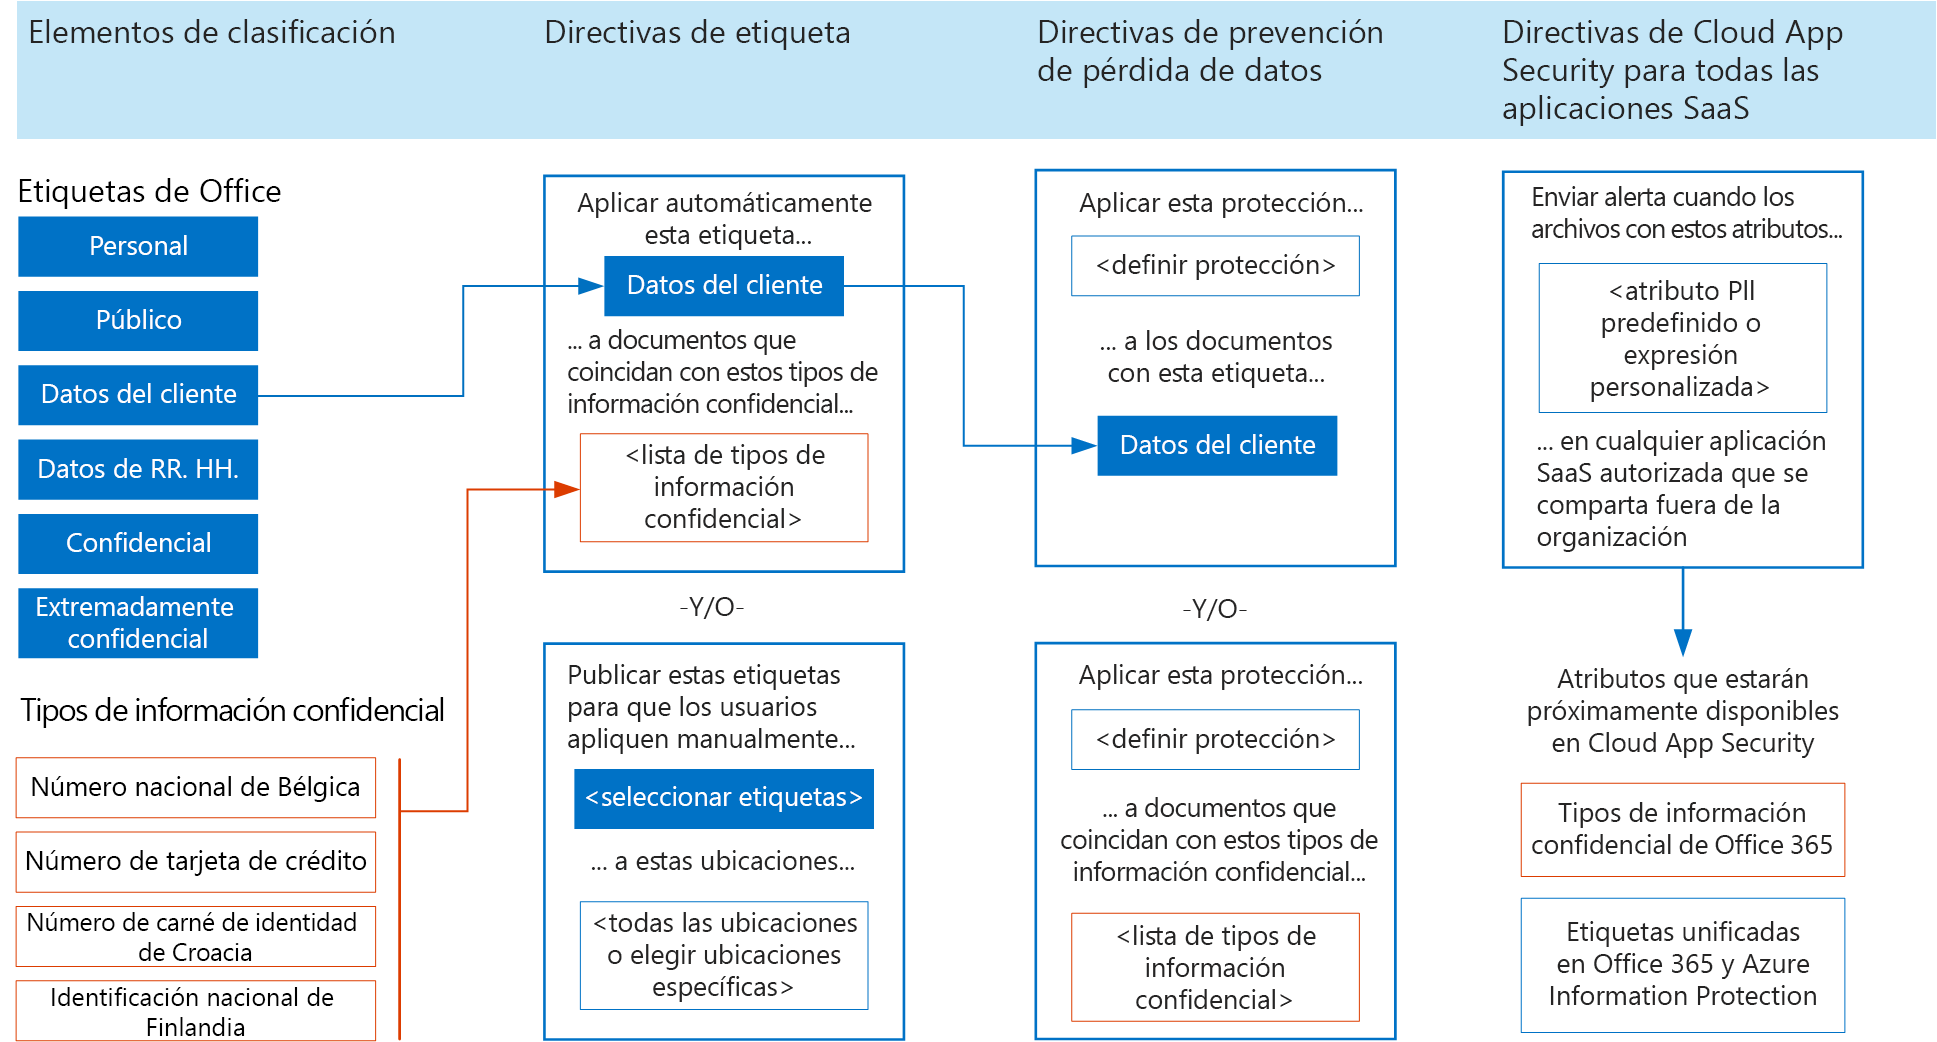 Elementos de clasificación
Directivas de etiqueta
Directivas de prevención
de pérdida de datos
Directivas de Cloud App
Security para todas las
aplicaciones SaaS
Etiquetas de Office
Personal
Público
Datos del cliente
Datos de RR. HH.
Confidencial
Extremadamente
confidencial
Tipos de información confidencial
Número nacional de Bélgica
Número de tarjeta de crédito
Número de carné de identidad
de Croacia
Identificación nacional de
Finlandia
Aplicar automáticamente
esta etiqueta...
Datos del cliente
... a documentos que
coincidan con estos tipos de
información confidencial...
<lista de tipos de
información
confidencial>
-Y/O-
Publicar estas etiquetas
para que los usuarios
apliquen manualmente...
<seleccionar etiquetas>
... a estas ubicaciones...
<todas las ubicaciones
o elegir ubicaciones
específicas>
Aplicar esta protección...
<definir protección>
... a los documentos
con esta etiqueta...
Datos del cliente
-Y/O-
Aplicar esta protección...
<definir protección>
... a documentos que
coincidan con estos tipos de
información confidencial...
<lista de tipos de
información
confidencial>
Enviar alerta cuando los
archivos con estos atributos...
<atributo Pll
predefinido o
expresión
personalizada>
... en cualquier aplicación
SaaS autorizada que se
comparta fuera de la
organización
Atributos que estarán
próximamente disponibles
en Cloud App Security
Tipos de información
confidencial de Office 365
Etiquetas unificadas
en Office 365 y Azure
Information Protection